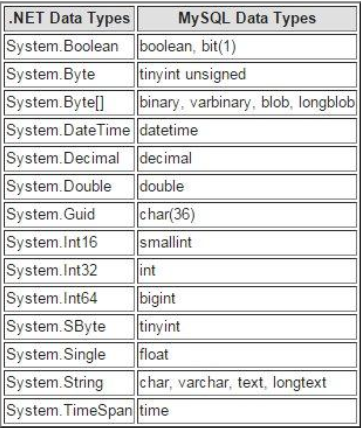 .NET Data Types MySQL Data Types
System.Boolean boolean, bit(1)
System.Byte tinyint unsigned
System.Byte[] binary, varbinary, blob, longblob
System.DateTime datetime
System.Decimal decimal
System.Double double
System.Guid char(36)
System.Int16 smallint
System.Int32 int
System.Int64 bigint
System.SByte tinyint
System.Single float
System.String char, varchar, text, longtext
System.TimeSpan time